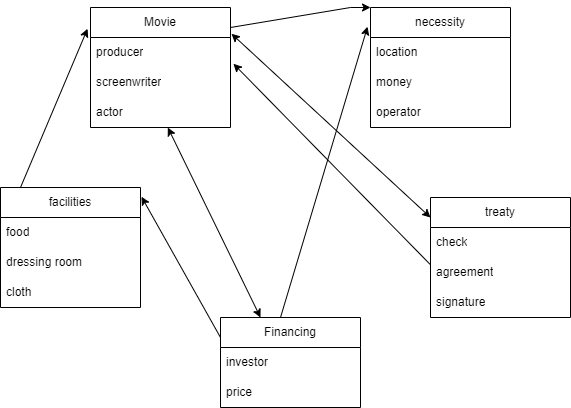 Movie
producer
screenwriter
actor
necessity
location
money
operator
facilities
food
dressing room
cloth
treaty
check
agreement
signature
Financing
investor
price